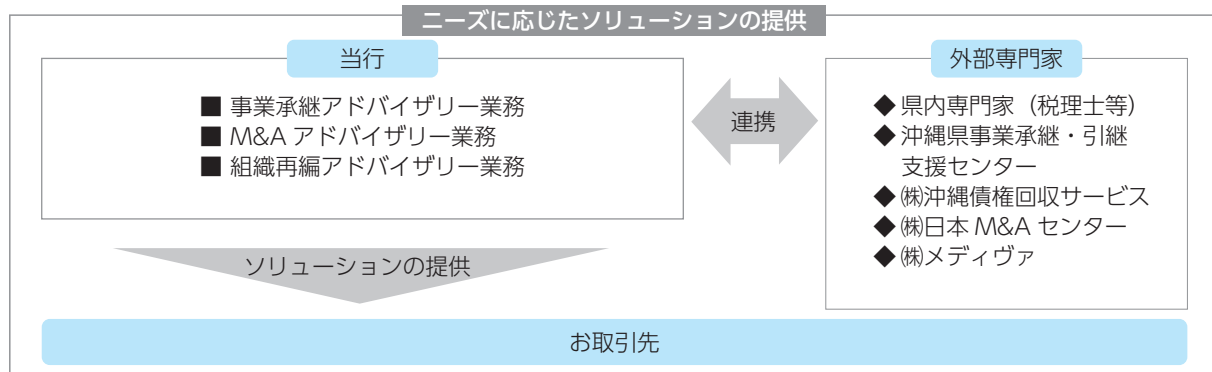 ニーズに応じたソリューションの提供
当行
■ 事業承継アドバイザリー業務
■ M&A アドバイザリー業務
■ 組織再編アドバイザリー業務
連携
外部専門家
◆ 県内専門家（税理士等）
◆ 沖縄県事業承継・引継
支援センター
◆ ㈱沖縄債権回収サービス
◆ ㈱日本 M&A センター
◆ ㈱メディヴァ
ソリューションの提供
お取引先